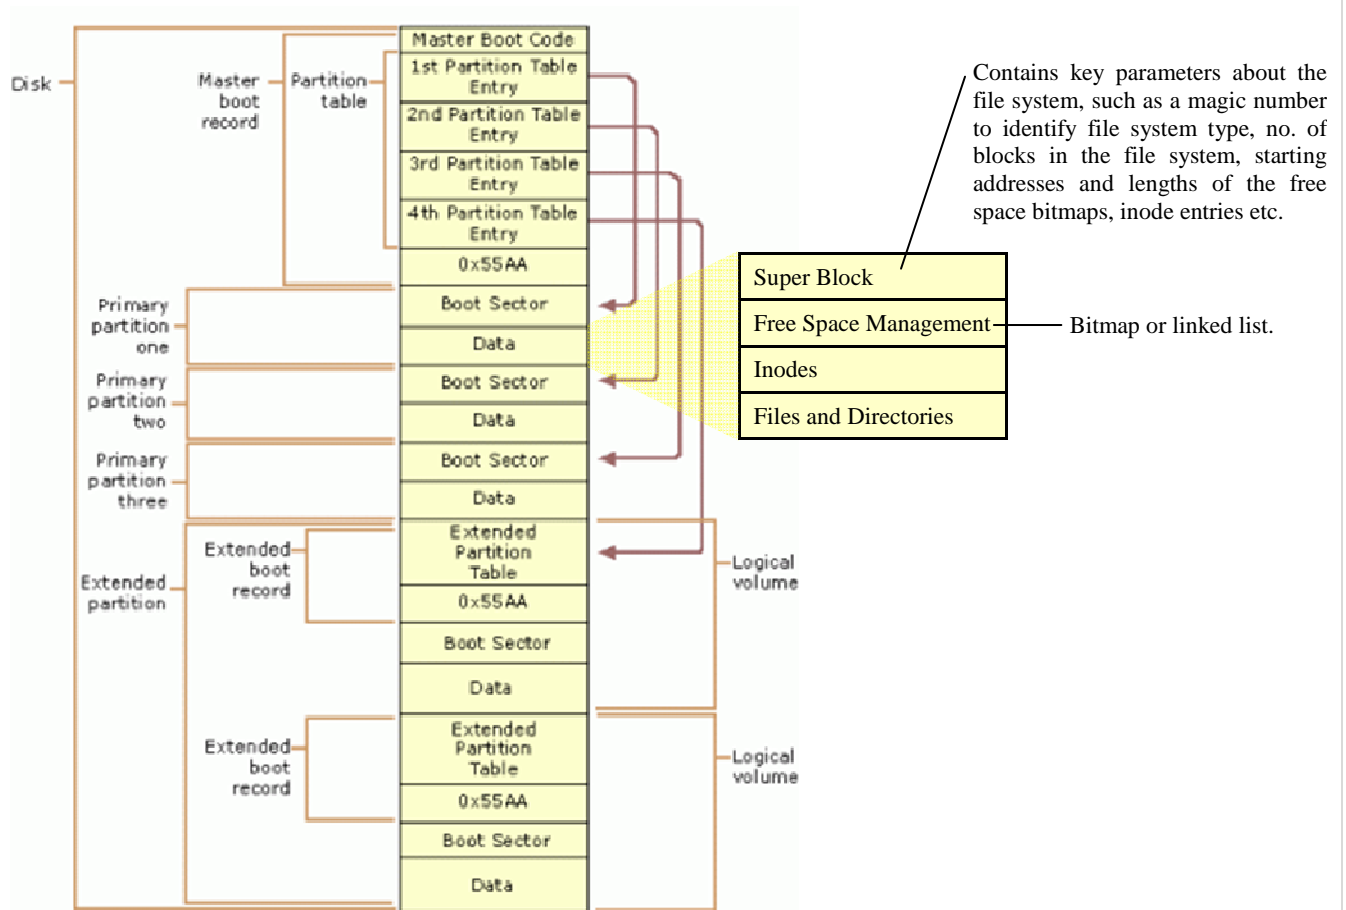 Disk
Master
boot
record
Partition
table
Master Boot Code
1st Partition Table
Entry
2nd Partition Table
Entry
3rd Partition Table
Entry
4th Partition Table
Entry
0x55AA
Primary
partition
one
Boot Sector
Data
Primary
partition
two
Boot Sector
Data
Primary
partition
three
Boot Sector
Data
Extended
partition
Extended
boot
record
Extended
Partition
Table
0x55AA
Boot Sector
Data
Logical
volume
Extended
boot
record
Extended
Partition
Table
0x55AA
Boot Sector
Data
Logical
volume
Contains key parameters about the
file system, such as a magic number
to identify file system type, no. of
blocks in the file system, starting
addresses and lengths of the free
space bitmaps, inode entries etc.
Super Block
Free Space Management
Bitmap or linked list.
Inodes
Files and Directories